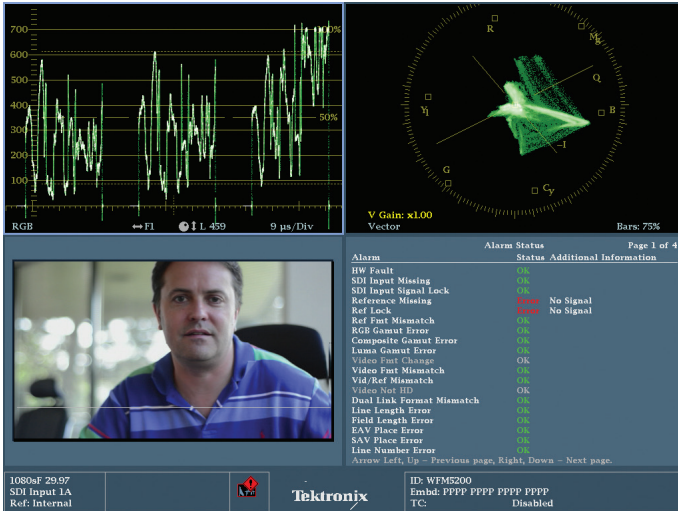 700
600
500
400
300
200
100
100%
50%
RGB
F1
L 459
9 µs/Div
R
Mg
Q
B
Yl
-I
G
Cy
V Gain: x1.00
Vector
Bars: 75%
Alarm Status
Page 1 of 4
Alarm Status Additional Information
HW Fault OK
SDI Input Missing OK
SDI Input Signal Lock OK
Reference Missing Error No Signal
Ref Lock Error No Signal
Ref Fmt Mismatch OK
RGB Gamut Error OK
Composite Gamut Error OK
Luma Gamut Error OK
Video Fmt Change OK
Video Fmt Mismatch OK
Vid/Ref Mismatch OK
Video Not HD OK
Dual Link Format Mismatch OK
Line Length Error OK
Field Length Error OK
EAV Place Error OK
SAV Place Error OK
Line Number Error OK
Arrow Left, Up – Previous page, Right, Down – Next page.
1080sF 29.97
SDI Input 1A
Ref: Internal
Tektronix
ID: WFM5200
Embd: PPPP PPPP PPPP PPPP
TC: Disabled